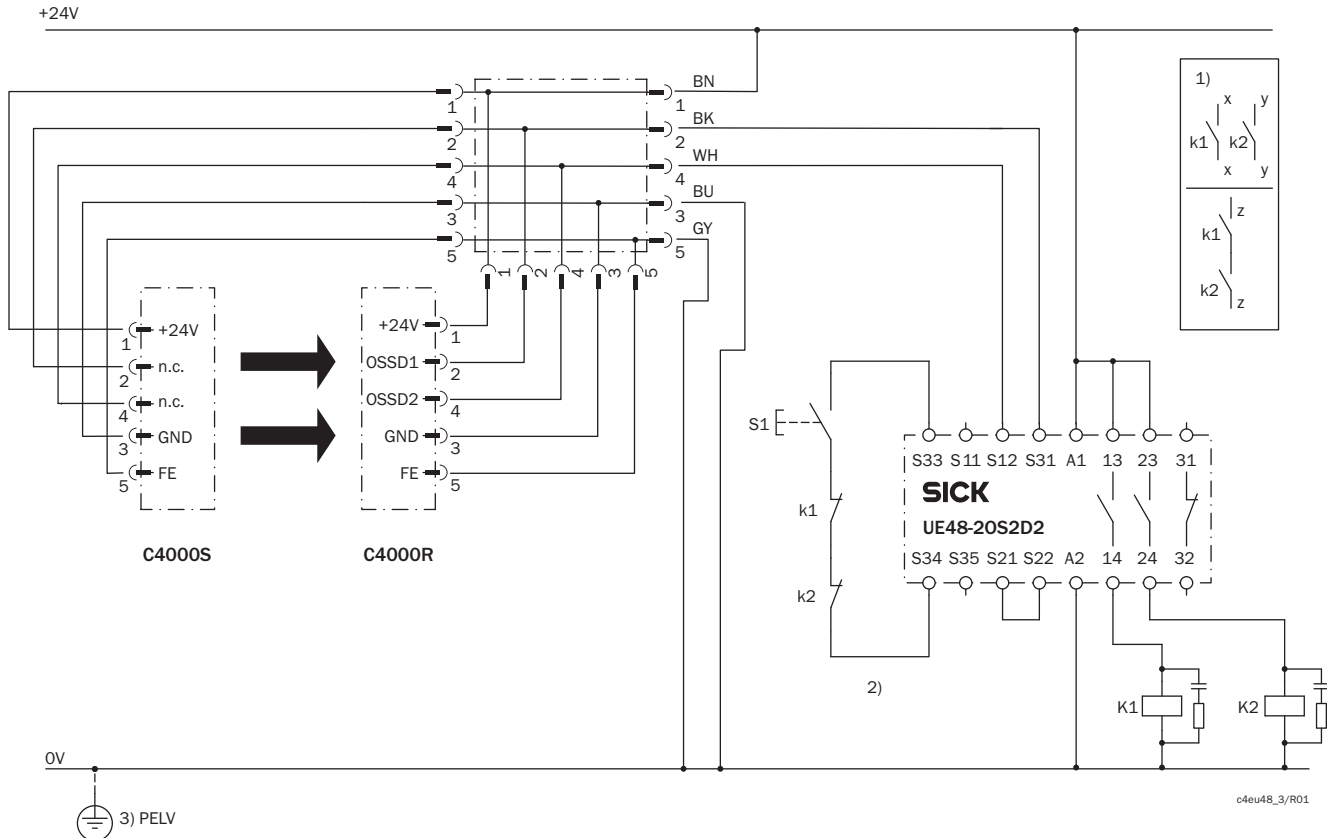 +24V
1)
x y
k1 k2
x y
z
k1
k2
z
BN
1 1
BK
2 2
WH
4 4
BU
3 3
GY
5 5
1 2 4 3 5
+24V
1
n.c.
2
n.c.
4
GND
3
FE
5
C4000S
+24V
1
OSSD1
2
OSSD2
4
GND
3
FE
5
C4000R
S1
k1
k2
2)
S33 S11 S12 S31 A1 13 23 31
SICK
UE48-20S2D2
S34 S35 S21 S22 A2 14 24 32
K1 K2
0V
3) PELV
c4eu48_3/R01